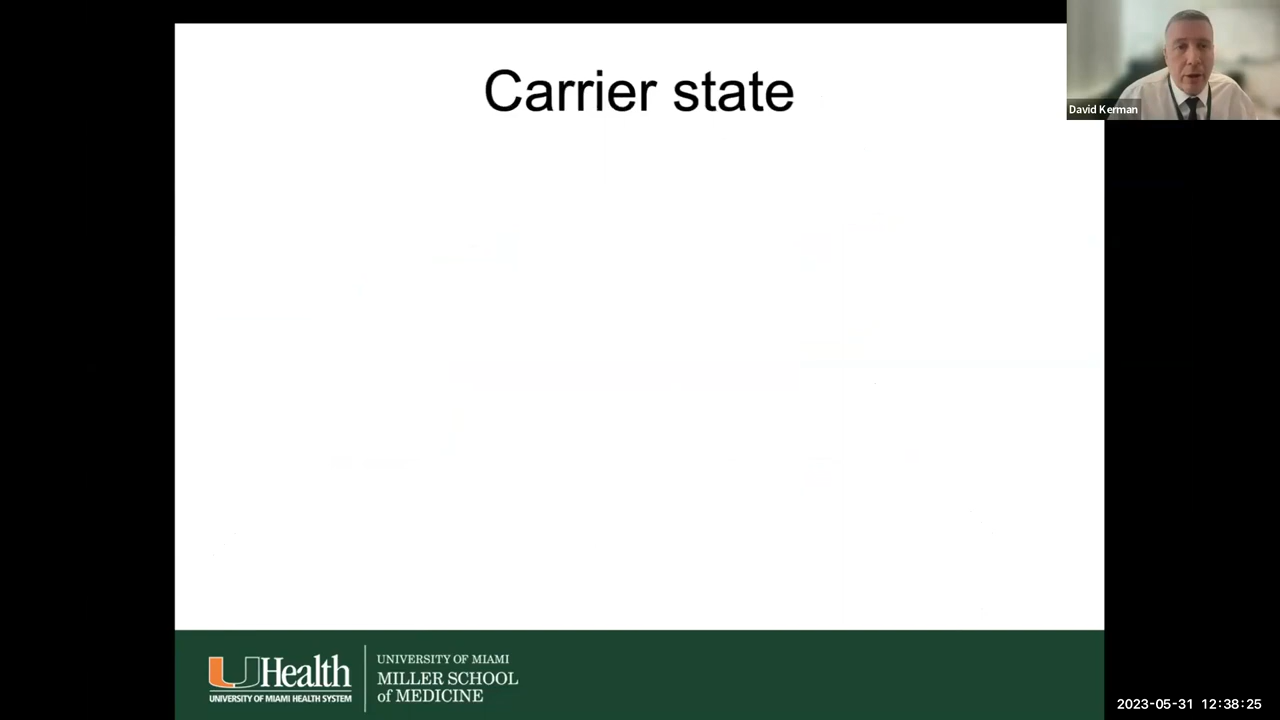 Carrier state
David Kerman
UHealth
UNIVERSITY OF MIAMI HEALTH SYSTEM
UNIVERSITY OF MIAMI
MILLER SCHOOL
of MEDICINE
2023-05-31 12:38:25